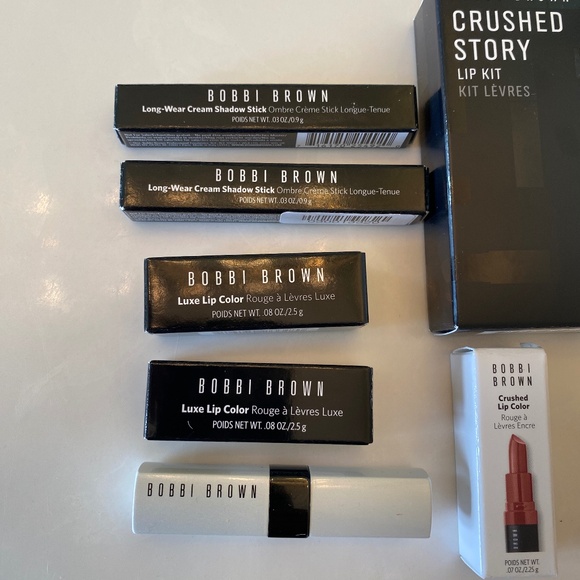 BOBBI BROWN
Long-Wear Cream Shadow Stick Ombre Crème Stick Longue-Tenue
POIDS NET WT. .03 OZ./0.9 g
BOBBI BROWN
Long-Wear Cream Shadow Stick Ombre Crème Stick Longue-Tenue
POIDS NET WT. .03 OZ./0.9 g
BOBBI BROWN
Luxe Lip Color Rouge à Lèvres Luxe
POIDS NET WT. .08 OZ./2.5 g
BOBBI BROWN
Luxe Lip Color Rouge à Lèvres Luxe
POIDS NET WT. .08 OZ./2.5 g
BOBBI BROWN
CRUSHED
STORY
LIP KIT
KIT LÈVRES
BOBBI
BROWN
Crushed
Lip Color
Rouge à
Lèvres Encre
POIDS NET WT.
.07 OZ./2.25 g